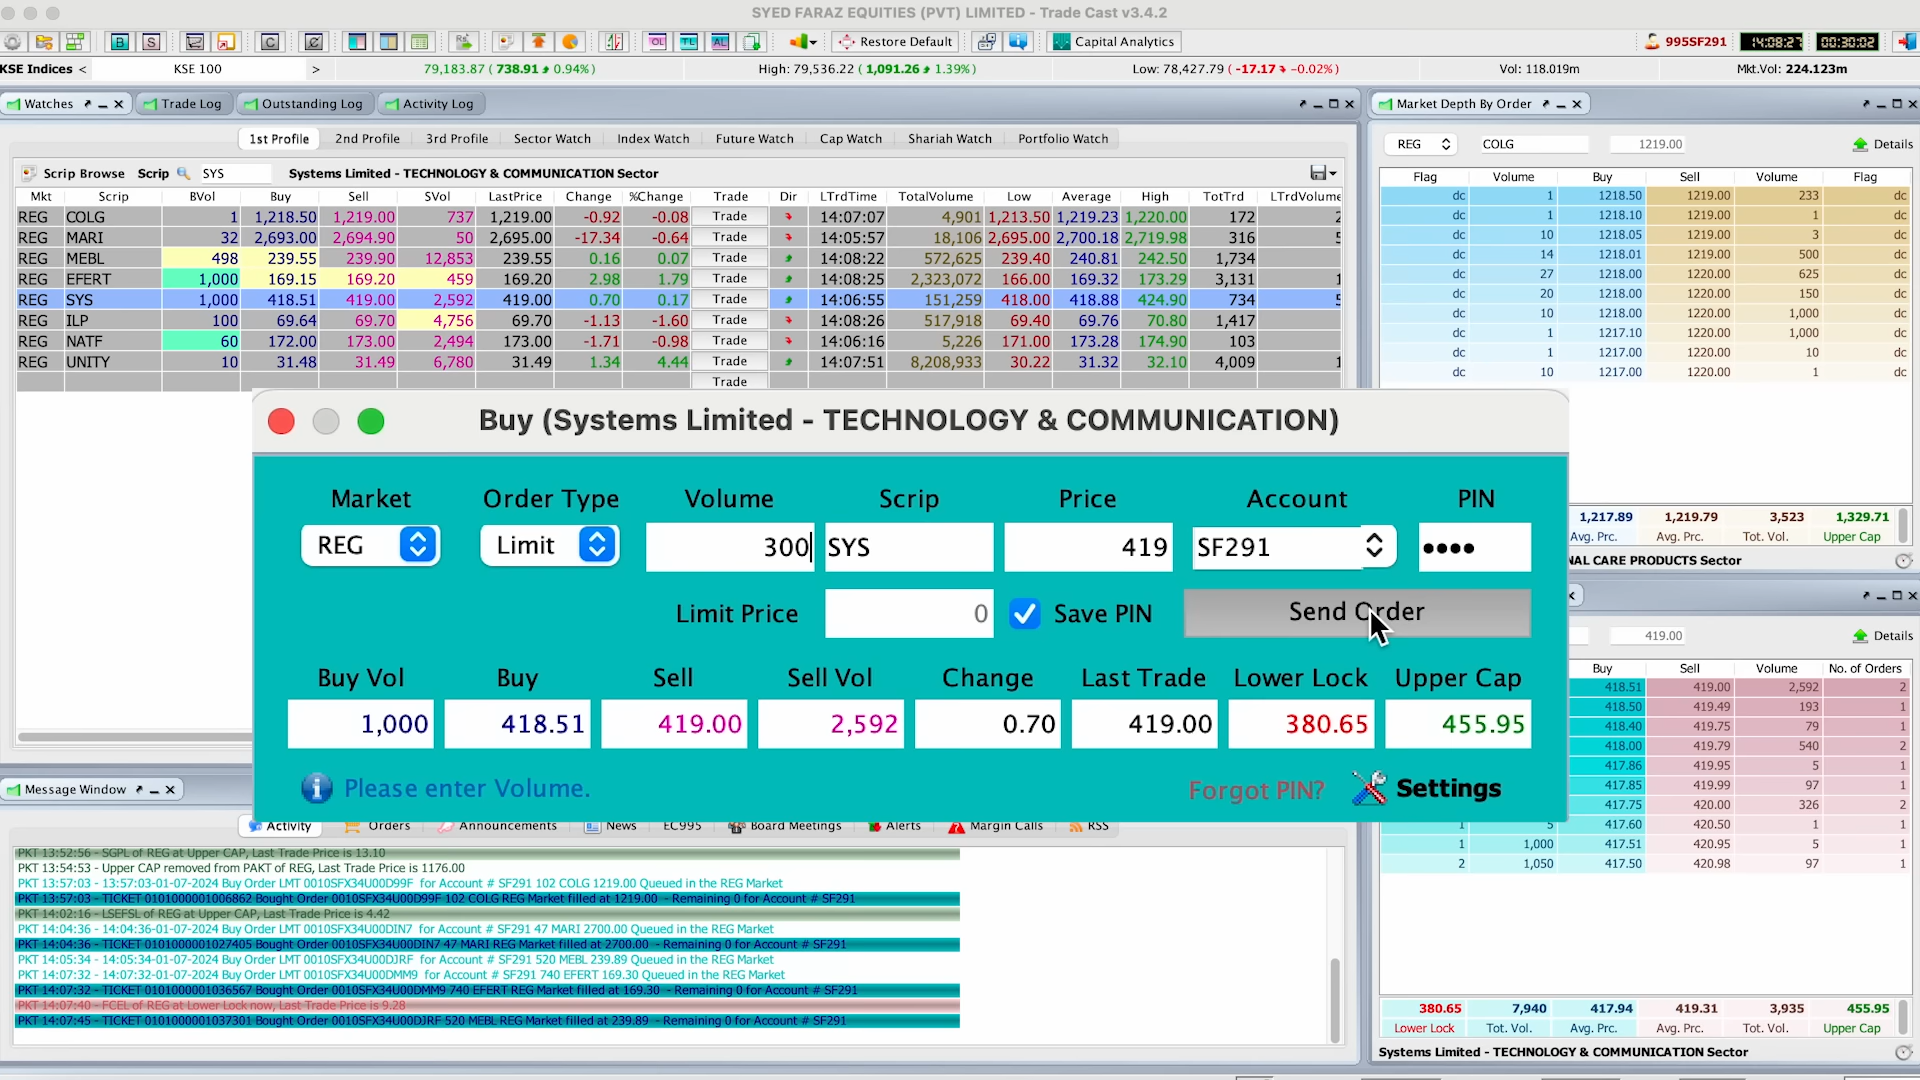 SYED FARAZ EQUITIES (PVT) LIMITED - Trade Cast v3.4.2
B S C Restore Default Capital Analytics 995SF291 14:08:27 00:30:02
KSE Indices < KSE 100 > 79,183.87 ( 738.91 0.94%) High: 79,536.22 ( 1,091.26 1.39%) Low: 78,427.79 ( -17.17 -0.02%) Vol: 118.019m Mkt.Vol: 224.123m
Watches Trade Log Outstanding Log Activity Log
1st Profile 2nd Profile 3rd Profile Sector Watch Index Watch Future Watch Cap Watch Shariah Watch Portfolio Watch
Scrip Browse Scrip SYS Systems Limited - TECHNOLOGY & COMMUNICATION Sector
Mkt Scrip BVol Buy Sell SVol LastPrice Change %Change Trade Dir LTrdTime TotalVolume Low Average High TotTrd LTrdVolume
REG COLG 1 1,218.50 1,219.00 737 1,219.00 -0.92 -0.08 Trade 14:07:07 4,901 1,213.50 1,219.23 1,220.00 172
REG MARI 32 2,693.00 2,694.90 50 2,695.00 -17.34 -0.64 Trade 14:05:57 18,106 2,695.00 2,700.18 2,719.98 316
REG MEBL 498 239.55 239.90 12,853 239.55 0.16 0.07 Trade 14:08:22 572,625 239.40 240.81 242.50 1,734
REG EFERT 1,000 169.15 169.20 459 169.20 2.98 1.79 Trade 14:08:25 2,323,072 166.00 169.32 173.29 3,131
REG SYS 1,000 418.51 419.00 2,592 419.00 0.70 0.17 Trade 14:06:55 151,259 418.00 418.88 424.90 734
REG ILP 100 69.64 69.70 4,756 69.70 -1.13 -1.60 Trade 14:08:26 517,918 69.40 69.76 70.80 1,417
REG NATF 60 172.00 173.00 2,494 173.00 -1.71 -0.98 Trade 14:06:16 5,226 171.00 173.28 174.90 103
REG UNITY 10 31.48 31.49 6,780 31.49 1.34 4.44 Trade 14:07:51 8,208,933 30.22 31.32 32.10 4,009
Trade
Market Depth By Order
REG COLG 1219.00 Details
Flag Volume Buy Sell Volume Flag
dc 1 1218.50 1219.00 233 dc
dc 1 1218.10 1219.00 1 dc
dc 10 1218.05 1219.00 3 dc
dc 14 1218.01 1219.00 500 dc
dc 27 1218.00 1220.00 625 dc
dc 20 1218.00 1220.00 150 dc
dc 10 1218.00 1220.00 1,000 dc
dc 1 1217.10 1220.00 1,000 dc
dc 1 1217.00 1220.00 10 dc
dc 10 1217.00 1220.00 1 dc
1,217.89 1,219.79 3,523 1,329.71
Avg. Prc. Avg. Prc. Tot. Vol. Upper Cap
NAL CARE PRODUCTS Sector
Buy (Systems Limited - TECHNOLOGY & COMMUNICATION)
Market Order Type Volume Scrip Price Account PIN
REG Limit 300 SYS 419 SF291 ••••
Limit Price 0 Save PIN Send Order
Buy Vol Buy Sell Sell Vol Change Last Trade Lower Lock Upper Cap
1,000 418.51 419.00 2,592 0.70 419.00 380.65 455.95
Please enter Volume. Forgot PIN? Settings
419.00 Details
Buy Sell Volume No. of Orders
418.51 419.00 2,592 2
418.50 419.49 193 1
418.40 419.75 79 1
418.00 419.79 540 2
417.86 419.95 5 1
417.85 419.99 97 1
417.75 420.00 326 2
1 5 417.60 420.50 1 1
1 1,000 417.51 420.95 5 1
2 1,050 417.50 420.98 97 1
380.65 7,940 417.94 419.31 3,935 455.95
Lower Lock Tot. Vol. Avg. Prc. Avg. Prc. Tot. Vol. Upper Cap
Systems Limited - TECHNOLOGY & COMMUNICATION Sector
Message Window
Activity Orders Announcements News EC995 Board Meetings Alerts Margin Calls RSS
PKT 13:52:56 - SGPL of REG at Upper CAP, Last Trade Price is 13.10
PKT 13:54:53 - Upper CAP removed from PAKT of REG, Last Trade Price is 1176.00
PKT 13:57:03 - 13:57:03-01-07-2024 Buy Order LMT 0010SFX34U00D99F for Account # SF291 102 COLG 1219.00 Queued in the REG Market
PKT 13:57:03 - TICKET 0101000001006862 Bought Order 0010SFX34U00D99F 102 COLG REG Market filled at 1219.00 - Remaining 0 for Account # SF291
PKT 14:02:16 - LSEFSL of REG at Upper CAP, Last Trade Price is 4.42
PKT 14:04:36 - 14:04:36-01-07-2024 Buy Order LMT 0010SFX34U00DIN7 for Account # SF291 47 MARI 2700.00 Queued in the REG Market
PKT 14:04:36 - TICKET 0101000001027405 Bought Order 0010SFX34U00DIN7 47 MARI REG Market filled at 2700.00 - Remaining 0 for Account # SF291
PKT 14:05:34 - 14:05:34-01-07-2024 Buy Order LMT 0010SFX34U00DJRF for Account # SF291 520 MEBL 239.89 Queued in the REG Market
PKT 14:07:32 - 14:07:32-01-07-2024 Buy Order LMT 0010SFX34U00DMM9 for Account # SF291 740 EFERT 169.30 Queued in the REG Market
PKT 14:07:32 - TICKET 0101000001036567 Bought Order 0010SFX34U00DMM9 740 EFERT REG Market filled at 169.30 - Remaining 0 for Account # SF291
PKT 14:07:40 - FCEL of REG at Lower Lock now, Last Trade Price is 9.28
PKT 14:07:45 - TICKET 0101000001037301 Bought Order 0010SFX34U00DJRF 520 MEBL REG Market filled at 239.89 - Remaining 0 for Account # SF291